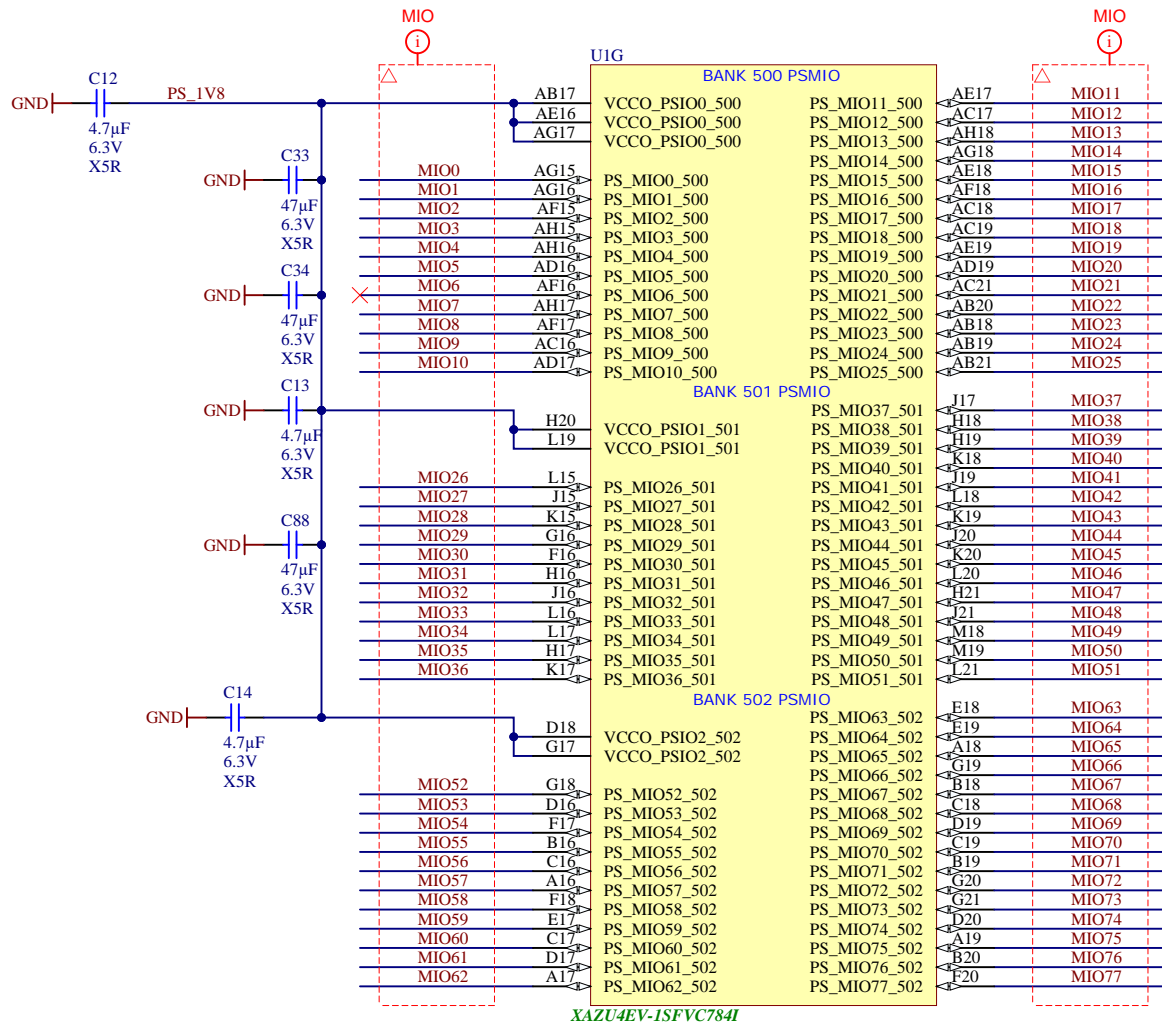 MIO
MIO
U1G
BANK 500 PSMIO
C12
GND
PS_1V8
4.7µF
6.3V
X5R
AB17 VCCO_PSIO0_500
AE16 VCCO_PSIO0_500
AG17 VCCO_PSIO0_500
C33
GND
47µF
6.3V
X5R
MIO0 AG15 PS_MIO0_500
MIO1 AG16 PS_MIO1_500
MIO2 AF15 PS_MIO2_500
MIO3 AH15 PS_MIO3_500
MIO4 AH16 PS_MIO4_500
MIO5 AD16 PS_MIO5_500
MIO6 AF16 PS_MIO6_500
MIO7 AH17 PS_MIO7_500
MIO8 AF17 PS_MIO8_500
MIO9 AC16 PS_MIO9_500
MIO10 AD17 PS_MIO10_500
C34
GND
47µF
6.3V
X5R
PS_MIO11_500 AE17 MIO11
PS_MIO12_500 AC17 MIO12
PS_MIO13_500 AH18 MIO13
PS_MIO14_500 AG18 MIO14
PS_MIO15_500 AE18 MIO15
PS_MIO16_500 AF18 MIO16
PS_MIO17_500 AC18 MIO17
PS_MIO18_500 AC19 MIO18
PS_MIO19_500 AE19 MIO19
PS_MIO20_500 AD19 MIO20
PS_MIO21_500 AC21 MIO21
PS_MIO22_500 AB20 MIO22
PS_MIO23_500 AB18 MIO23
PS_MIO24_500 AB19 MIO24
PS_MIO25_500 AB21 MIO25
BANK 501 PSMIO
C13
GND
4.7µF
6.3V
X5R
H20 VCCO_PSIO1_501
L19 VCCO_PSIO1_501
MIO26 L15 PS_MIO26_501
MIO27 J15 PS_MIO27_501
MIO28 K15 PS_MIO28_501
MIO29 G16 PS_MIO29_501
MIO30 F16 PS_MIO30_501
MIO31 H16 PS_MIO31_501
MIO32 J16 PS_MIO32_501
MIO33 L16 PS_MIO33_501
MIO34 L17 PS_MIO34_501
MIO35 H17 PS_MIO35_501
MIO36 K17 PS_MIO36_501
C88
GND
47µF
6.3V
X5R
PS_MIO37_501 J17 MIO37
PS_MIO38_501 H18 MIO38
PS_MIO39_501 H19 MIO39
PS_MIO40_501 K18 MIO40
PS_MIO41_501 J19 MIO41
PS_MIO42_501 L18 MIO42
PS_MIO43_501 K19 MIO43
PS_MIO44_501 J20 MIO44
PS_MIO45_501 K20 MIO45
PS_MIO46_501 L20 MIO46
PS_MIO47_501 H21 MIO47
PS_MIO48_501 J21 MIO48
PS_MIO49_501 M18 MIO49
PS_MIO50_501 M19 MIO50
PS_MIO51_501 L21 MIO51
BANK 502 PSMIO
C14
GND
4.7µF
6.3V
X5R
D18 VCCO_PSIO2_502
G17 VCCO_PSIO2_502
MIO52 G18 PS_MIO52_502
MIO53 D16 PS_MIO53_502
MIO54 F17 PS_MIO54_502
MIO55 B16 PS_MIO55_502
MIO56 C16 PS_MIO56_502
MIO57 A16 PS_MIO57_502
MIO58 F18 PS_MIO58_502
MIO59 E17 PS_MIO59_502
MIO60 C17 PS_MIO60_502
MIO61 D17 PS_MIO61_502
MIO62 A17 PS_MIO62_502
PS_MIO63_502 E18 MIO63
PS_MIO64_502 E19 MIO64
PS_MIO65_502 A18 MIO65
PS_MIO66_502 G19 MIO66
PS_MIO67_502 B18 MIO67
PS_MIO68_502 C18 MIO68
PS_MIO69_502 D19 MIO69
PS_MIO70_502 C19 MIO70
PS_MIO71_502 B19 MIO71
PS_MIO72_502 G20 MIO72
PS_MIO73_502 G21 MIO73
PS_MIO74_502 D20 MIO74
PS_MIO75_502 A19 MIO75
PS_MIO76_502 B20 MIO76
PS_MIO77_502 F20 MIO77
XAZU4EV-1SFVC784I